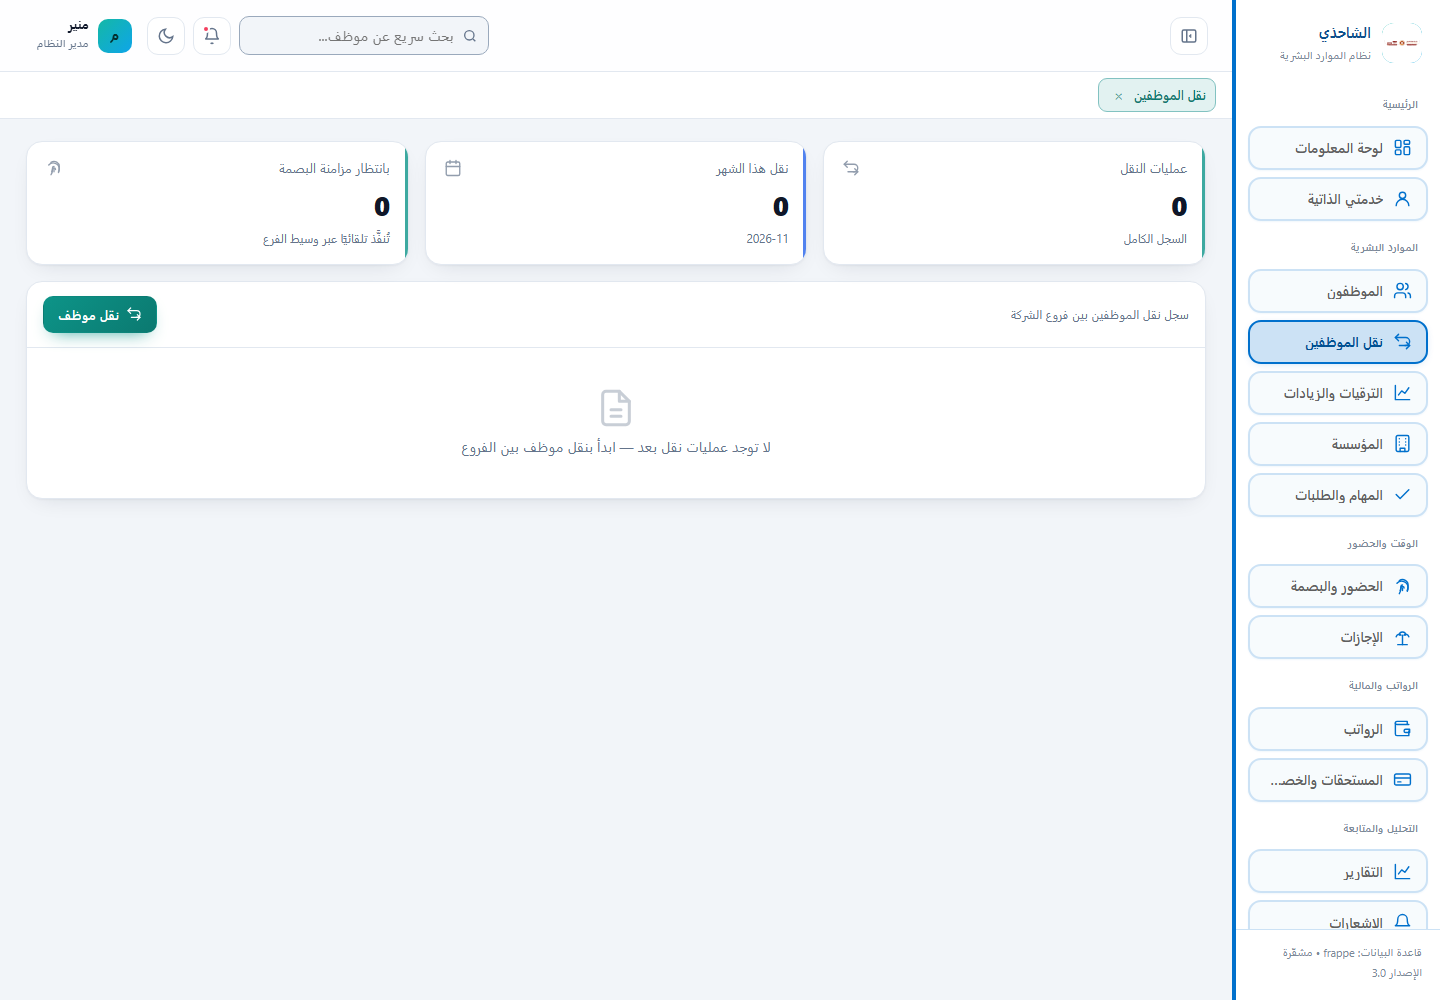 الشاحذي
نظام الموارد البشرية
الرئيسية
لوحة المعلومات
خدمتي الذاتية
الموارد البشرية
الموظفون
نقل الموظفين
الترقيات والزيادات
المؤسسة
المهام والطلبات
الوقت والحضور
الحضور والبصمة
الإجازات
الرواتب والمالية
الرواتب
المستحقات والخصـ...
التحليل والمتابعة
التقارير
الإشعارات
قاعدة البيانات: frappe • مشفّرة
الإصدار 3.0
بحث سريع عن موظف...
م
منير
مدير النظام
نقل الموظفين ×
عمليات النقل
0
السجل الكامل
نقل هذا الشهر
0
2026-11
بانتظار مزامنة البصمة
0
تُنفَّذ تلقائيًا عبر وسيط الفرع
سجل نقل الموظفين بين فروع الشركة
نقل موظف
لا توجد عمليات نقل بعد — ابدأ بنقل موظف بين الفروع